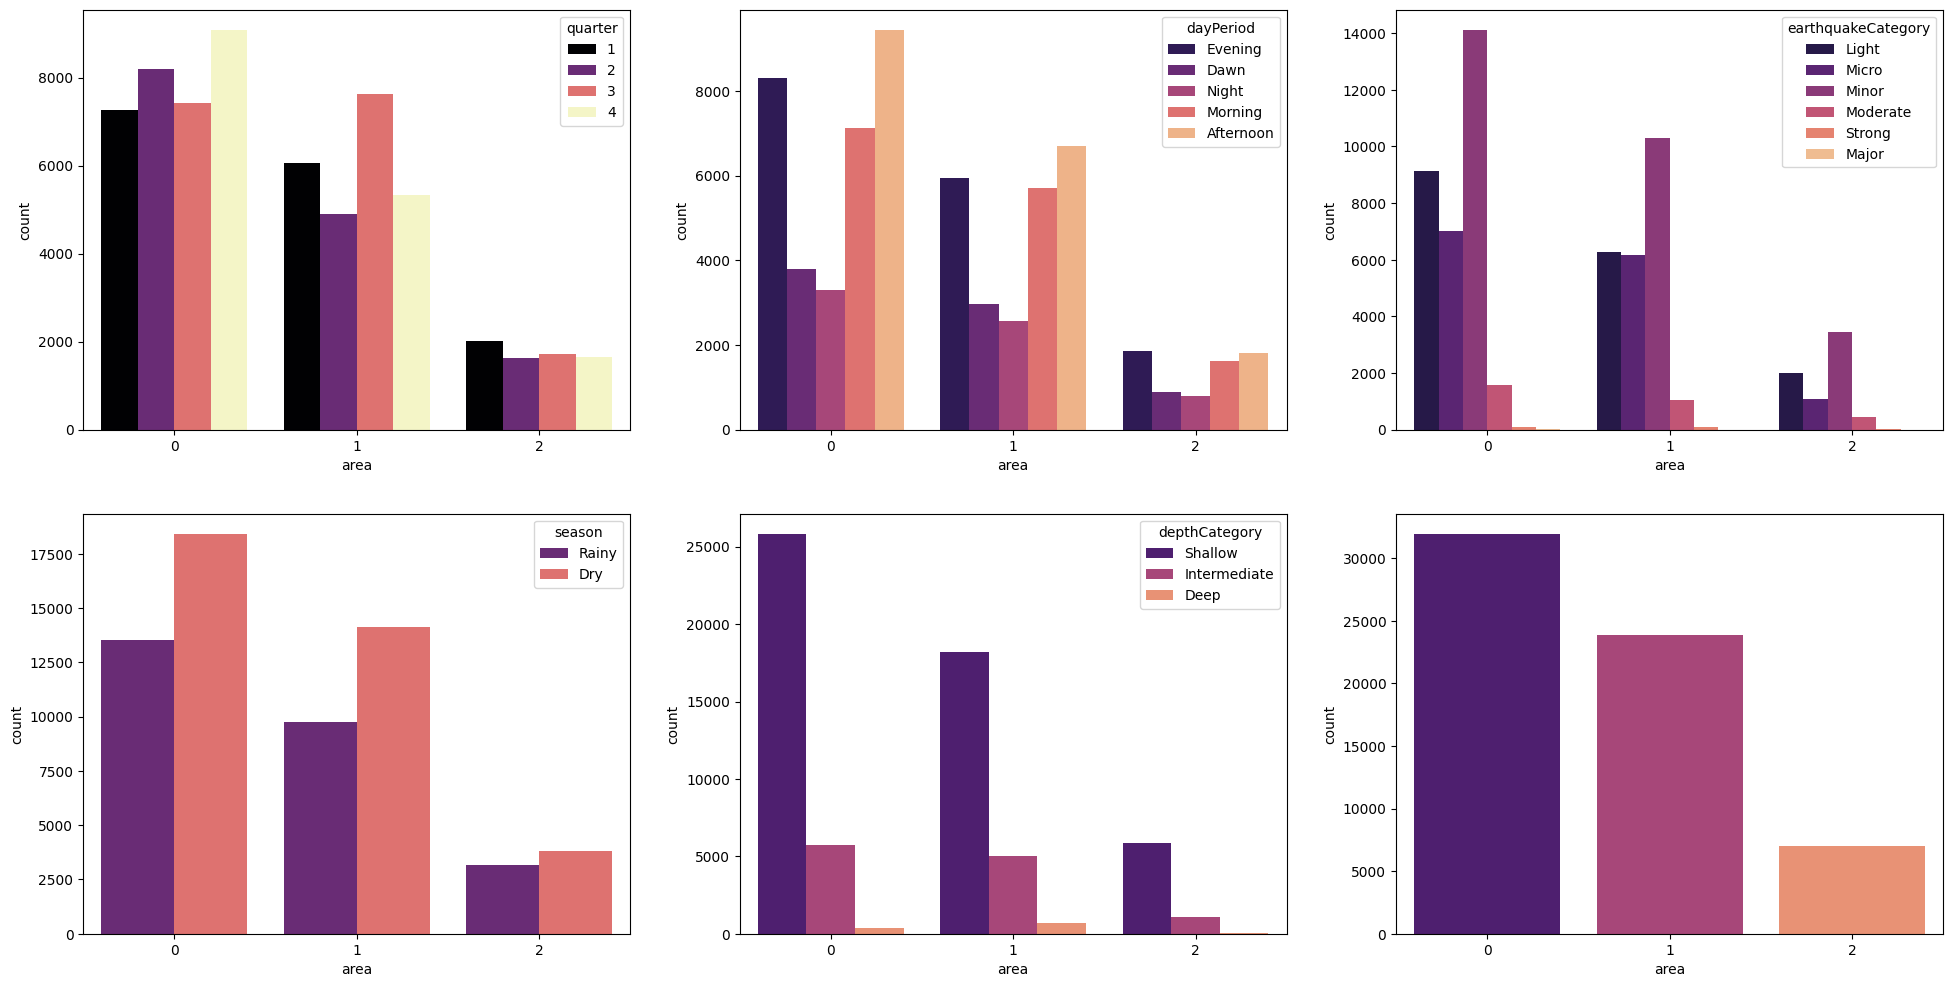 quarter
1
2
3
4
8000
6000
4000
2000
0
count
0 1 2
area
dayPeriod
Evening
Dawn
Night
Morning
Afternoon
8000
6000
4000
2000
0
count
0 1 2
area
earthquakeCategory
Light
Micro
Minor
Moderate
Strong
Major
14000
12000
10000
8000
6000
4000
2000
0
count
0 1 2
area
season
Rainy
Dry
17500
15000
12500
10000
7500
5000
2500
0
count
0 1 2
area
depthCategory
Shallow
Intermediate
Deep
25000
20000
15000
10000
5000
0
count
0 1 2
area
30000
25000
20000
15000
10000
5000
0
count
0 1 2
area